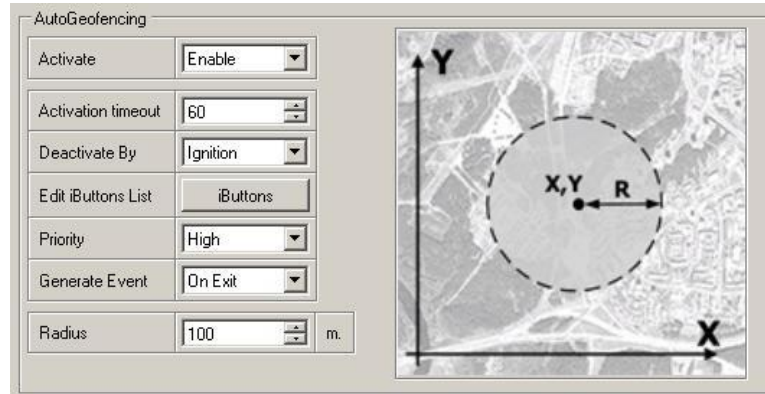 AutoGeofencing
Activate Enable
Activation timeout 60
Deactivate By Ignition
Edit iButtons List iButtons
Priority High
Generate Event On Exit
Radius 100 m.
Y
X,Y R
X